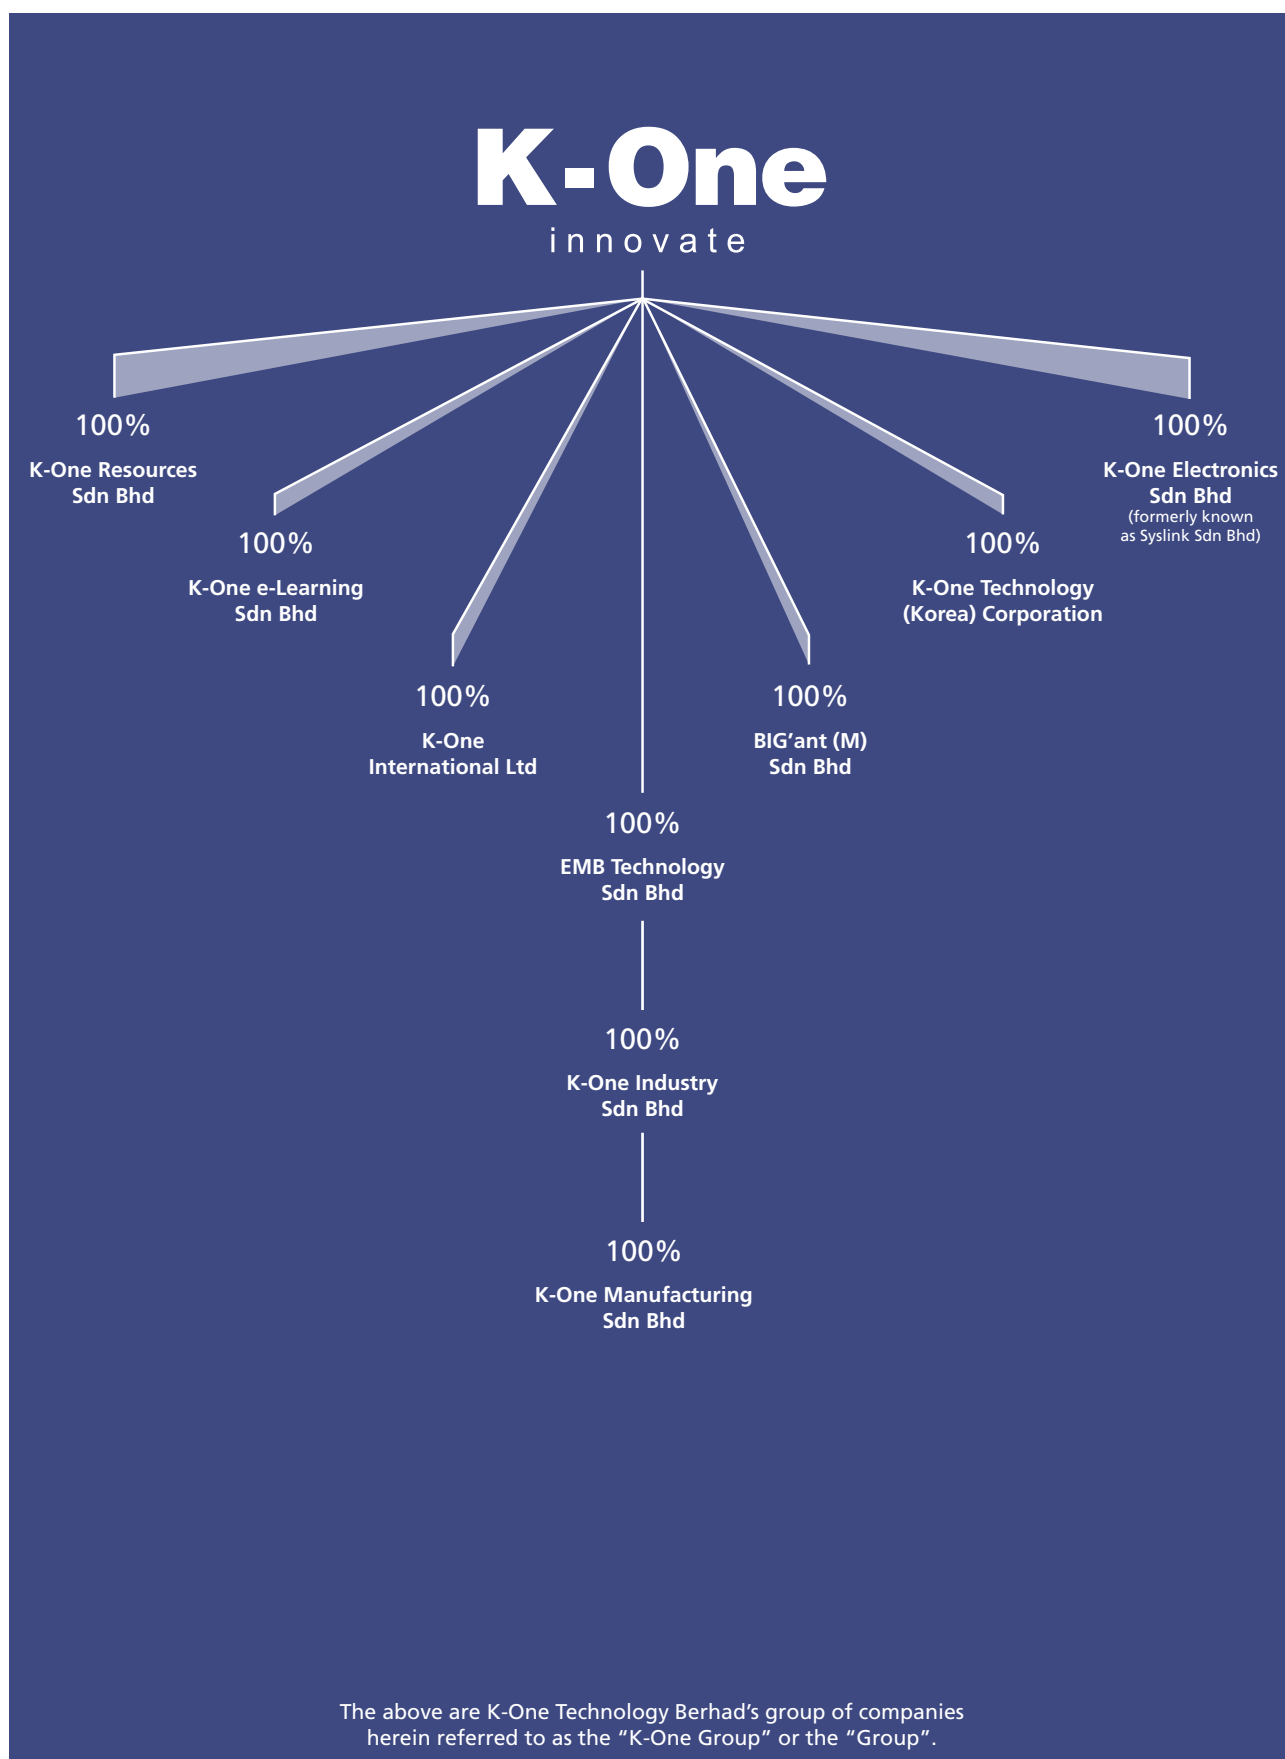 K-One
innovate
100%
K-One Resources
Sdn Bhd
100%
K-One e-Learning
Sdn Bhd
100%
K-One
International Ltd
100%
EMB Technology
Sdn Bhd
100%
K-One Industry
Sdn Bhd
100%
K-One Manufacturing
Sdn Bhd
100%
BIG’ant (M)
Sdn Bhd
100%
K-One Technology
(Korea) Corporation
100%
K-One Electronics
Sdn Bhd
(formerly known
as Syslink Sdn Bhd)
The above are K-One Technology Berhad’s group of companies
herein referred to as the “K-One Group” or the “Group”.